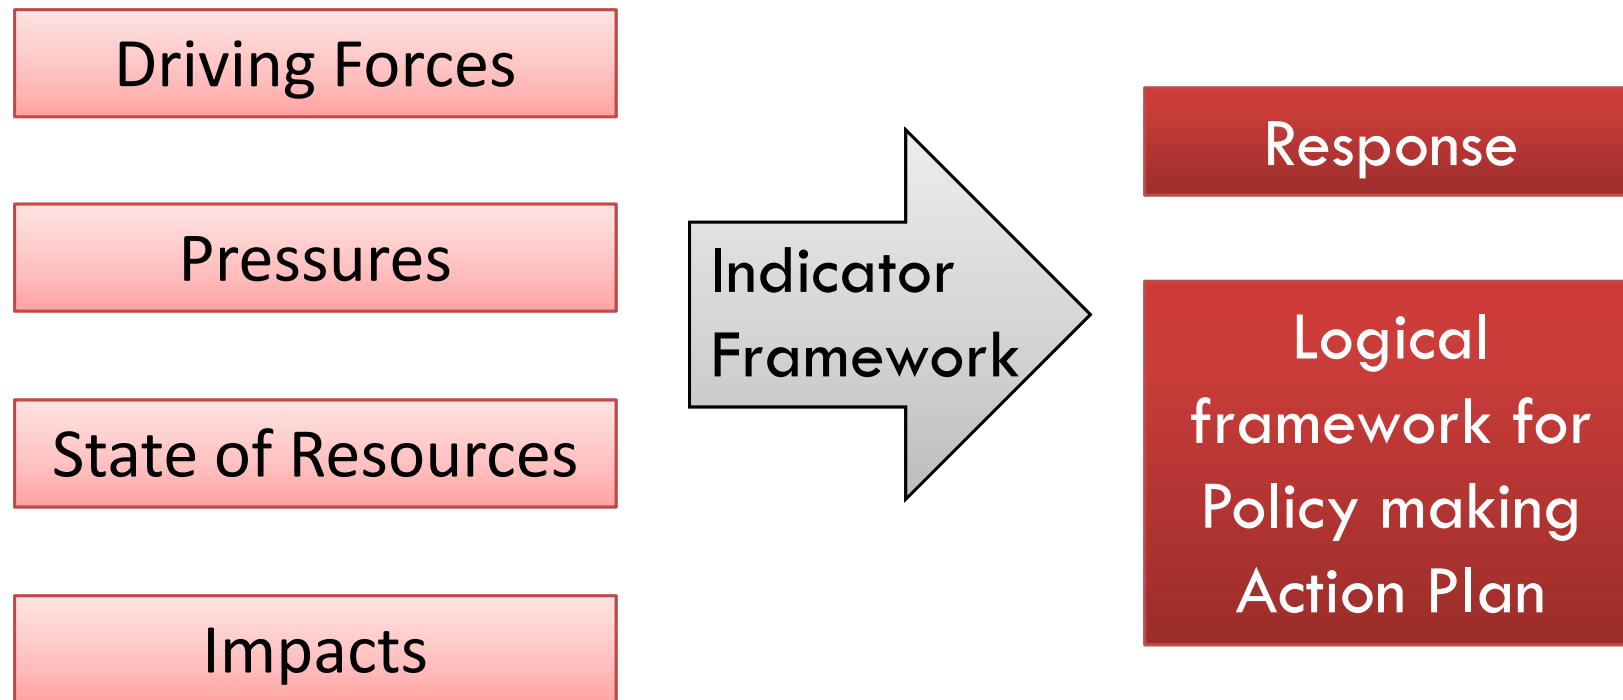 Driving Forces
Pressures
State of Resources
Impacts
Indicator
Framework
Response
Logical
framework for
Policy making
Action Plan